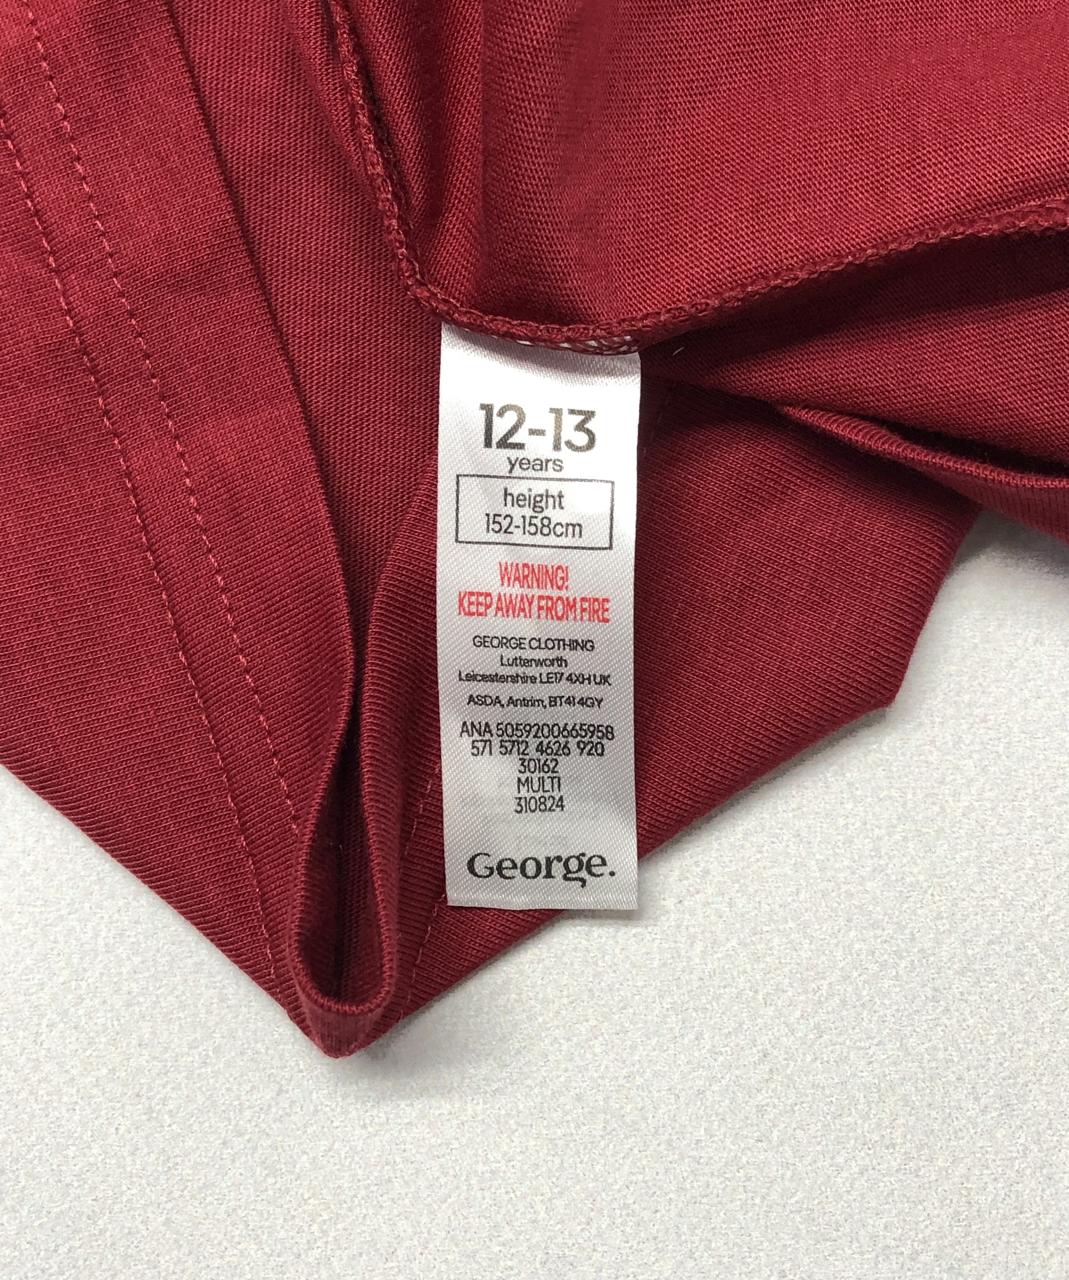 12-13
years
height
152-158cm
WARNING!
KEEP AWAY FROM FIRE
GEORGE CLOTHING
Lutterworth
Leicestershire LE17 4XH UK
ASDA, Antrim, BT41 4GY
ANA 5059200665958
571 5712 4626 920
30162
MULTI
310824
George.